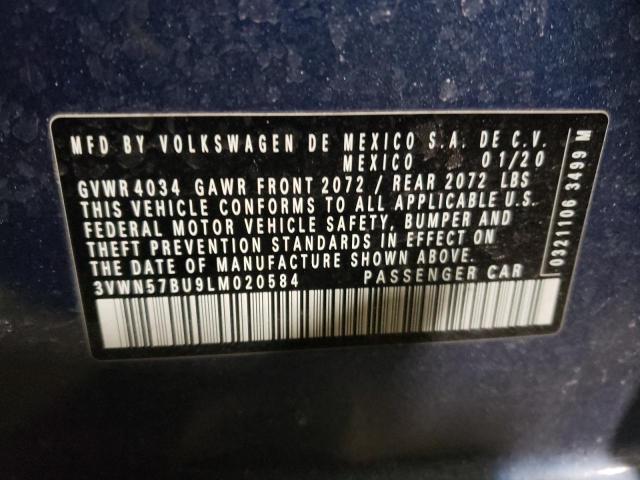 MFD BY VOLKSWAGEN DE MEXICO S.A. DE C.V.
MEXICO 01/20
GVWR 4034 GAWR FRONT 2072 / REAR 2072 LBS
THIS VEHICLE CONFORMS TO ALL APPLICABLE U.S.
FEDERAL MOTOR VEHICLE SAFETY, BUMPER AND
THEFT PREVENTION STANDARDS IN EFFECT ON
THE DATE OF MANUFACTURE SHOWN ABOVE.
3VWN57BU9LM020584 PASSENGER CAR
0321106 3499 M